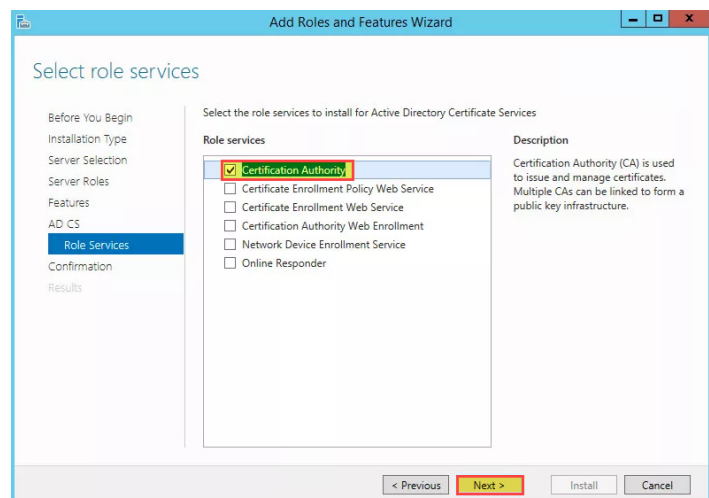 Add Roles and Features Wizard
Select role services
Before You Begin
Installation Type
Server Selection
Server Roles
Features
AD CS
Role Services
Confirmation
Results
Select the role services to install for Active Directory Certificate Services
Role services
Certification Authority
Certificate Enrollment Policy Web Service
Certificate Enrollment Web Service
Certification Authority Web Enrollment
Network Device Enrollment Service
Online Responder
Description
Certification Authority (CA) is used
to issue and manage certificates.
Multiple CAs can be linked to form a
public key infrastructure.
< Previous
Next >
Install
Cancel